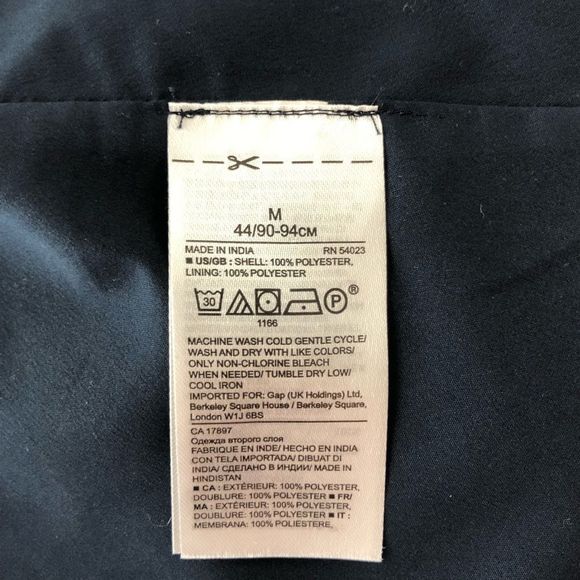 M
44/90-94CM
MADE IN INDIA RN 54023
■ US/GB : SHELL: 100% POLYESTER,
LINING: 100% POLYESTER
30 P ®
1166
MACHINE WASH COLD GENTLE CYCLE/
WASH AND DRY WITH LIKE COLORS/
ONLY NON-CHLORINE BLEACH
WHEN NEEDED/ TUMBLE DRY LOW/
COOL IRON
IMPORTED FOR: Gap (UK Holdings) Ltd,
Berkeley Square House / Berkeley Square,
London W1J 6BS
CA 17897
Одежда второго слоя
FABRIQUE EN INDE/ HECHO EN INDIA
CON TELA IMPORTADA/ DIBUAT DI
INDIA/ СДЕЛАНО В ИНДИИ/ MADE IN
HINDISTAN
■ CA : EXTÉRIEUR: 100% POLYESTER,
DOUBLURE: 100% POLYESTER ■ FR/
MA : EXTÉRIEUR: 100% POLYESTER,
DOUBLURE: 100% POLYESTER ■ IT :
MEMBRANA: 100% POLIESTERE,